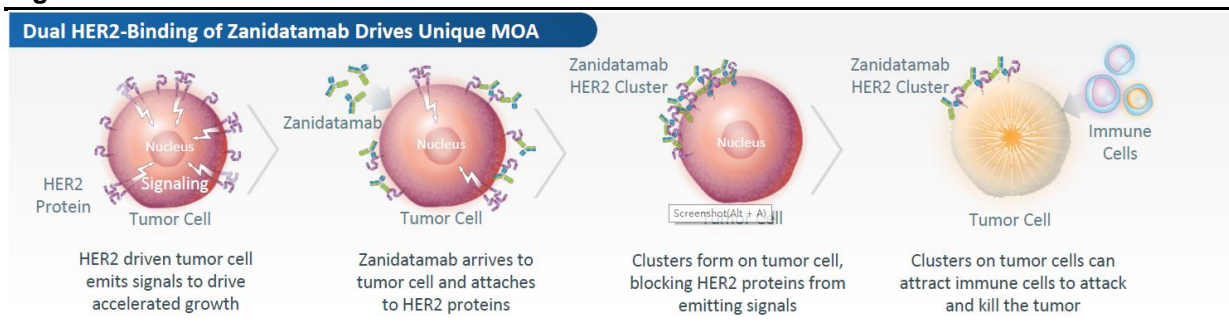 Dual HER2-Binding of Zanidatamab Drives Unique MOA
HER2
Protein
Nucleus
Signaling
Tumor Cell
HER2 driven tumor cell
emits signals to drive
accelerated growth
Zanidatamab
Nucleus
Tumor Cell
Zanidatamab arrives to
tumor cell and attaches
to HER2 proteins
Zanidatamab
HER2 Cluster
Nucleus
Screenshot(Alt + A)
Clusters form on tumor cell,
blocking HER2 proteins from
emitting signals
Zanidatamab
HER2 Cluster
Immune
Cells
Tumor Cell
Clusters on tumor cells can
attract immune cells to attack
and kill the tumor